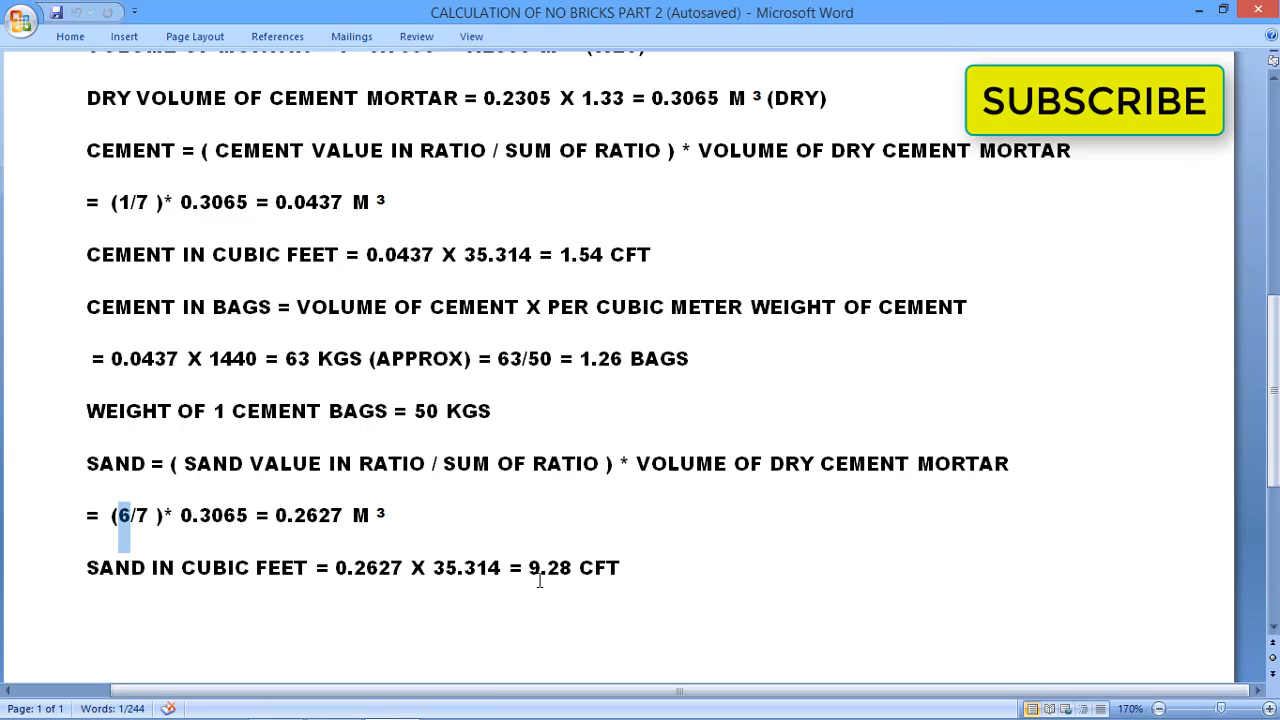 CALCULATION OF NO BRICKS PART 2 (Autosaved) - Microsoft Word
Home Insert Page Layout References Mailings Review View
SUBSCRIBE
DRY VOLUME OF CEMENT MORTAR = 0.2305 X 1.33 = 0.3065 M ³ (DRY)
CEMENT = ( CEMENT VALUE IN RATIO / SUM OF RATIO ) * VOLUME OF DRY CEMENT MORTAR
= (1/7 )* 0.3065 = 0.0437 M ³
CEMENT IN CUBIC FEET = 0.0437 X 35.314 = 1.54 CFT
CEMENT IN BAGS = VOLUME OF CEMENT X PER CUBIC METER WEIGHT OF CEMENT
= 0.0437 X 1440 = 63 KGS (APPROX) = 63/50 = 1.26 BAGS
WEIGHT OF 1 CEMENT BAGS = 50 KGS
SAND = ( SAND VALUE IN RATIO / SUM OF RATIO ) * VOLUME OF DRY CEMENT MORTAR
= (6/7 )* 0.3065 = 0.2627 M ³
SAND IN CUBIC FEET = 0.2627 X 35.314 = 9.28 CFT
Page: 1 of 1 Words: 1/244 170%